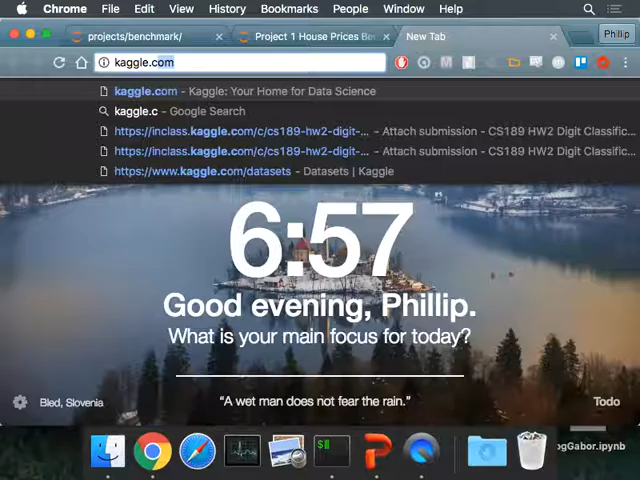 Chrome File Edit View History Bookmarks People Window Help
projects/benchmark/
Project 1 House Prices Be
New Tab
Phillip
kaggle.com
kaggle.com - Kaggle: Your Home for Data Science
kaggle.c - Google Search
https://inclass.kaggle.com/c/cs189-hw2-digit-... - Attach submission - CS189 HW2 Digit Classific...
https://inclass.kaggle.com/c/cs189-hw2-digit-... - Attach submission - CS189 HW2 Digit Classific...
https://www.kaggle.com/datasets - Datasets | Kaggle
6:57
Good evening, Phillip.
What is your main focus for today?
Bled, Slovenia
“A wet man does not fear the rain.”
Todo
ogGabor.ipynb